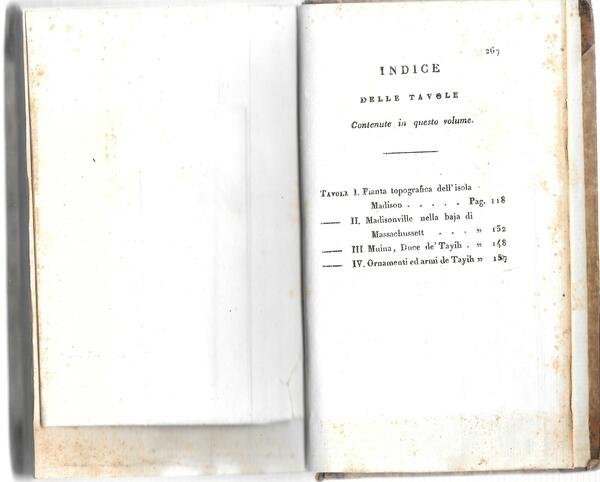 267
INDICE
DELLE TAVOLE
Contenute in questo volume.
TAVOLA I. Pianta topografica dell'isola
Madison . . . . . Pag. 118
—— II. Madisonville nella baja di
Massachussett . . . » 132
—— III. Muina, Duce de' Tayih . » 148
—— IV. Ornamenti ed armi de Tayih » 157